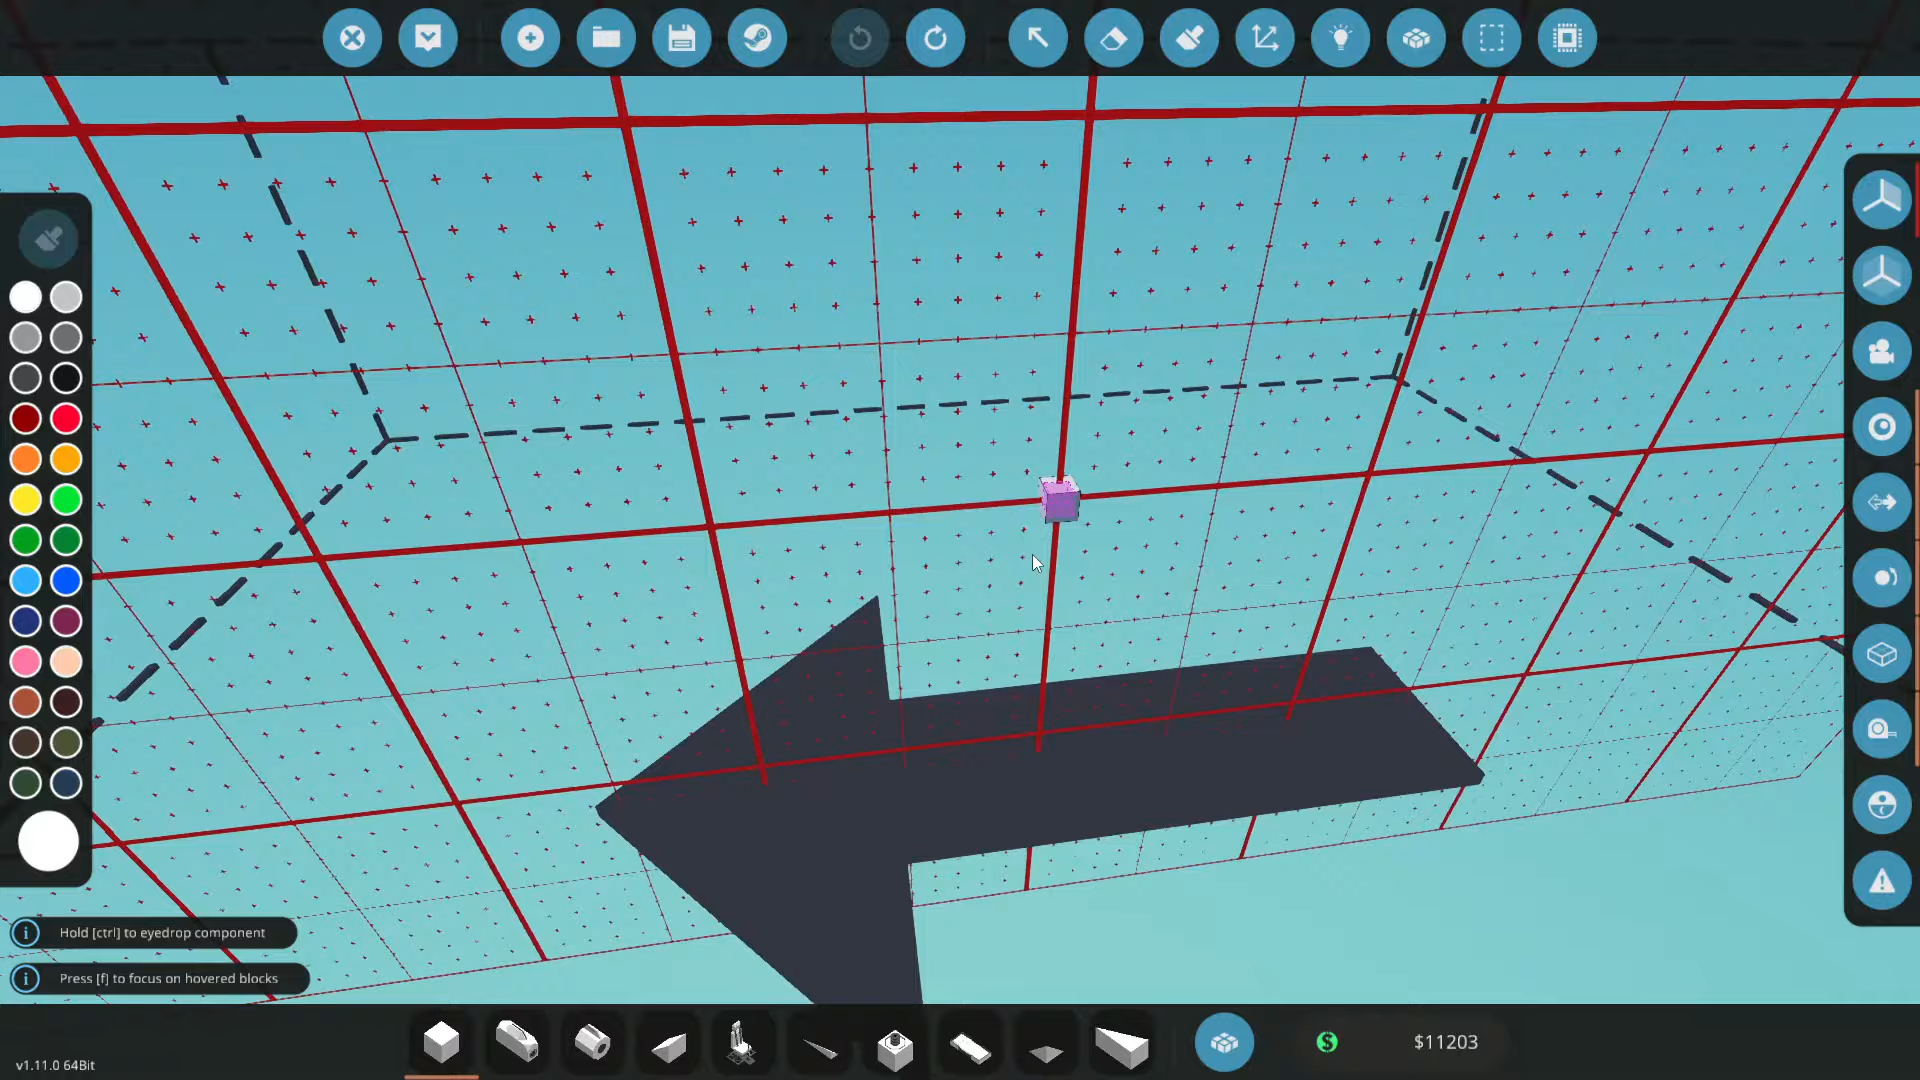 Hold [ctrl] to eyedrop component
Press [f] to focus on hovered blocks
$11203
v1.11.0 64Bit